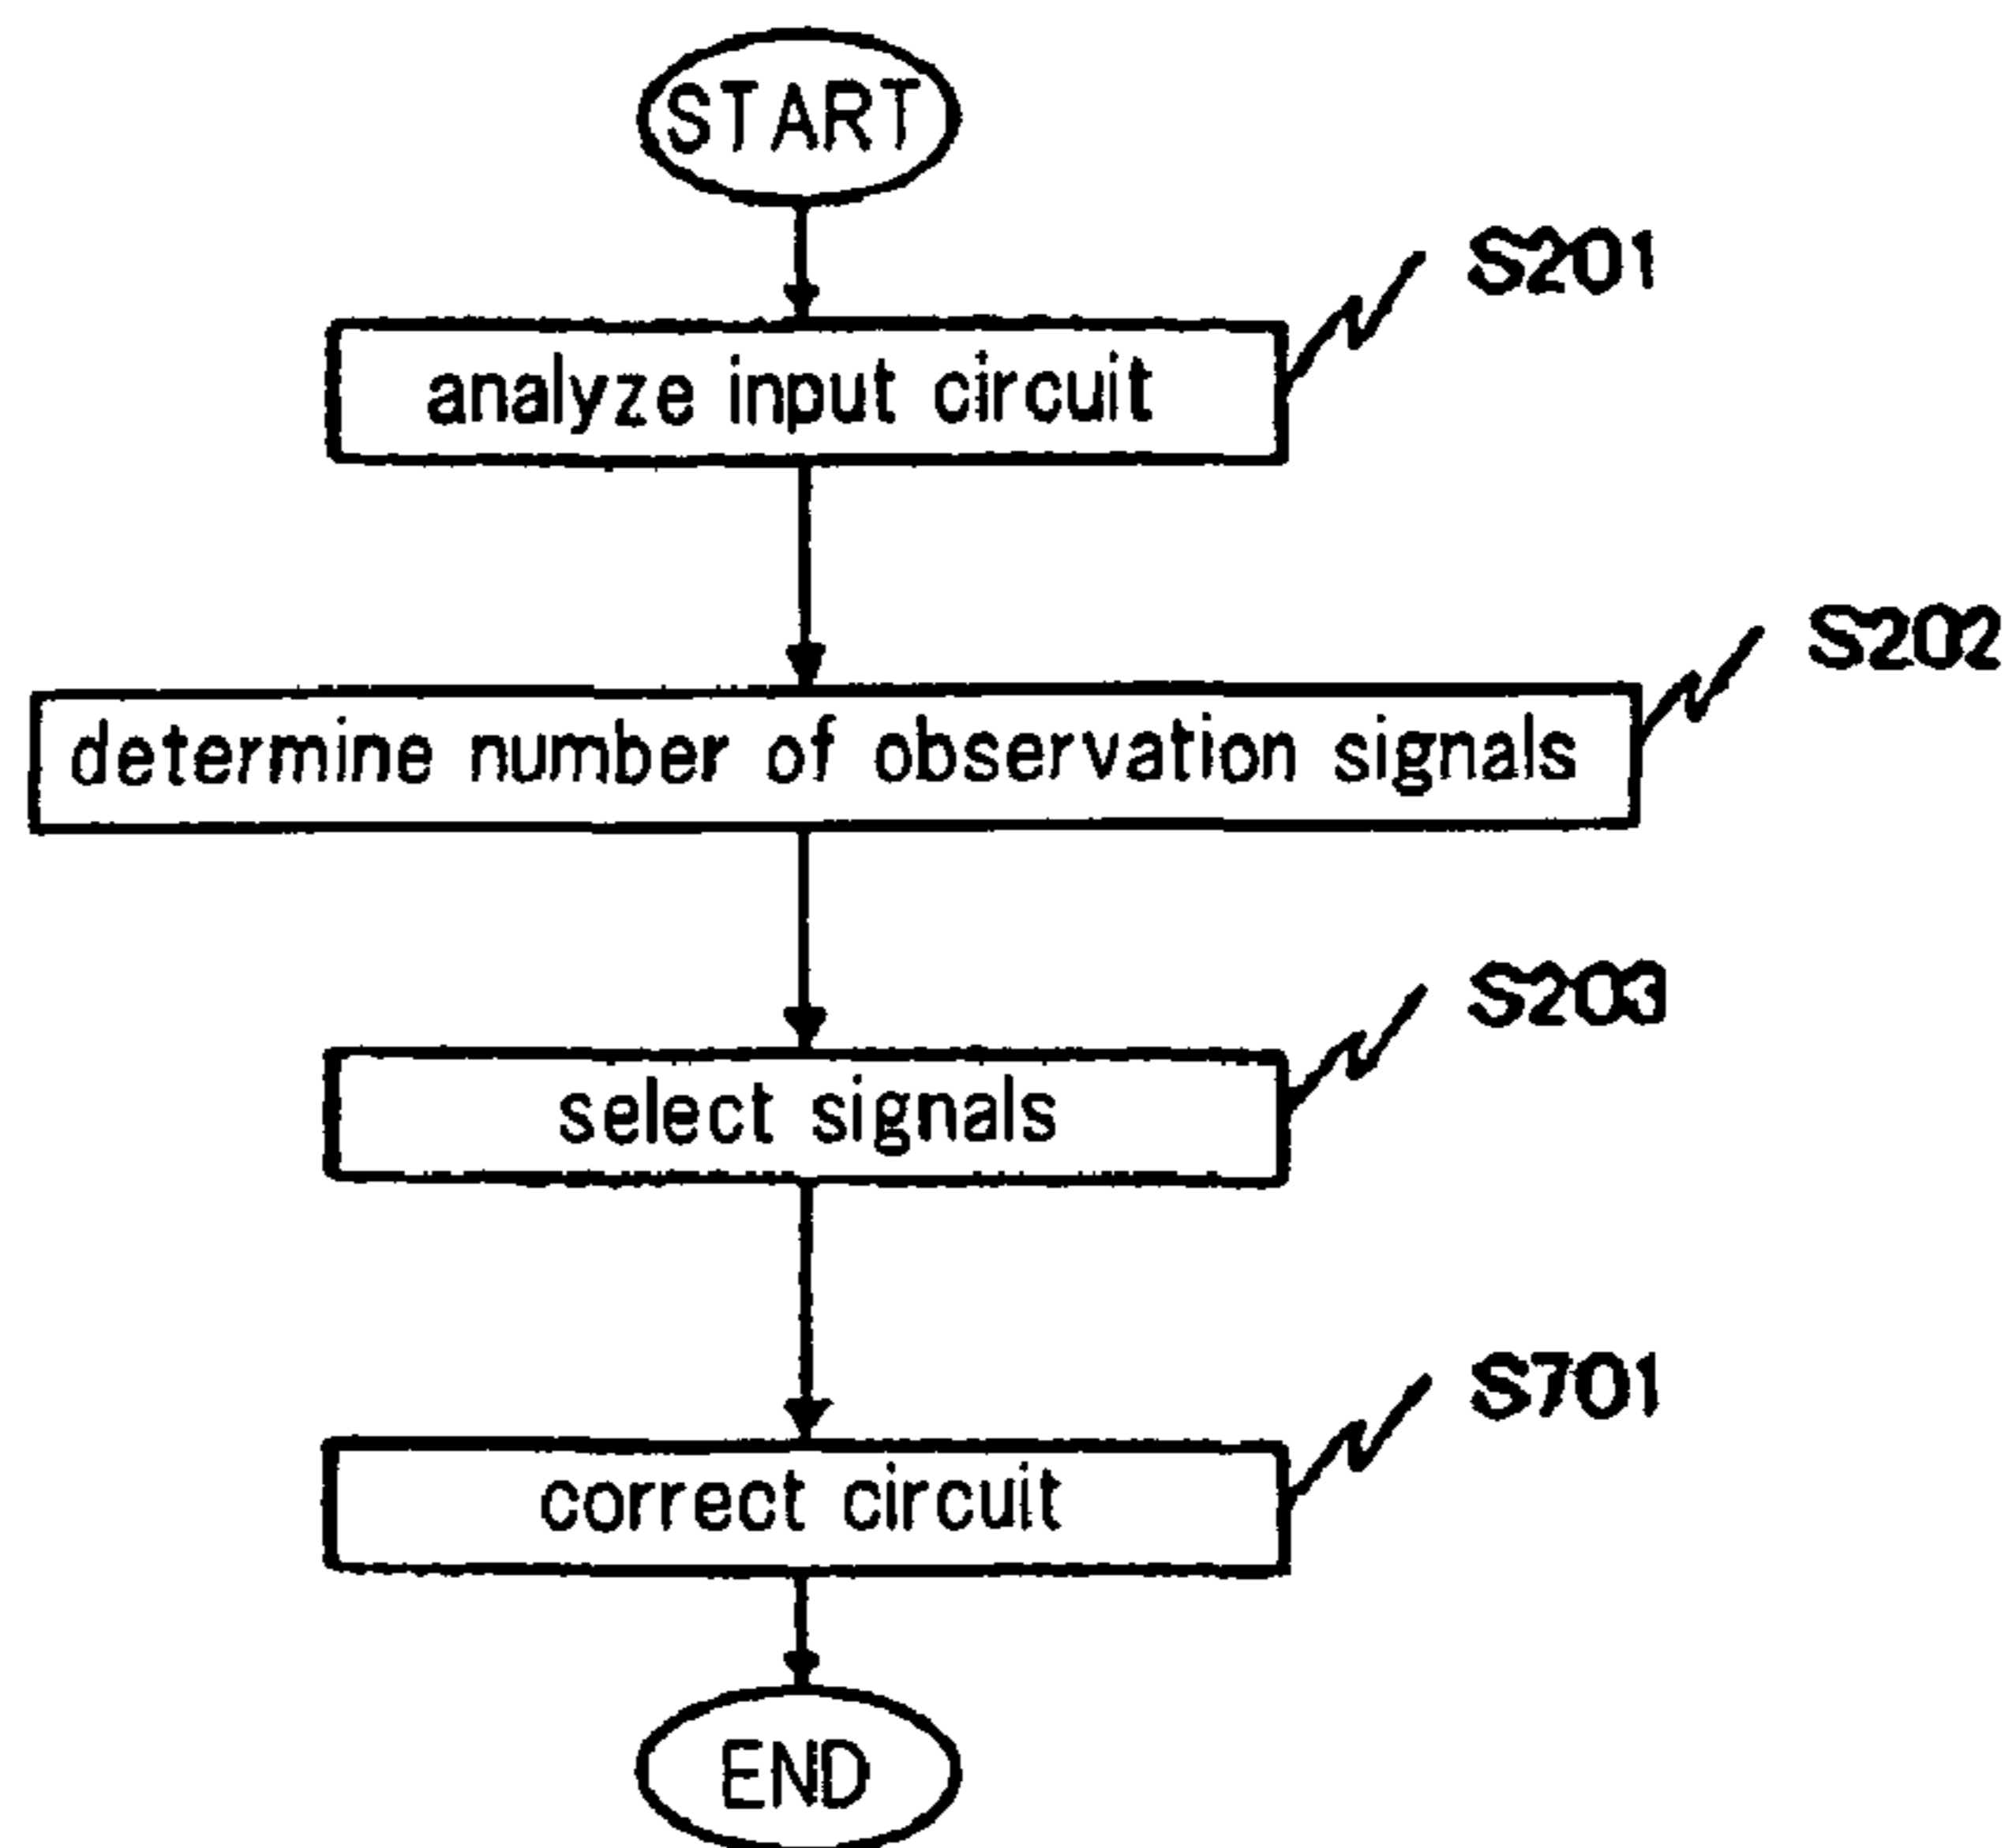 START
S201
analyze input circuit
S202
determine number of observation signals
S203
select signals
S701
correct circuit
END